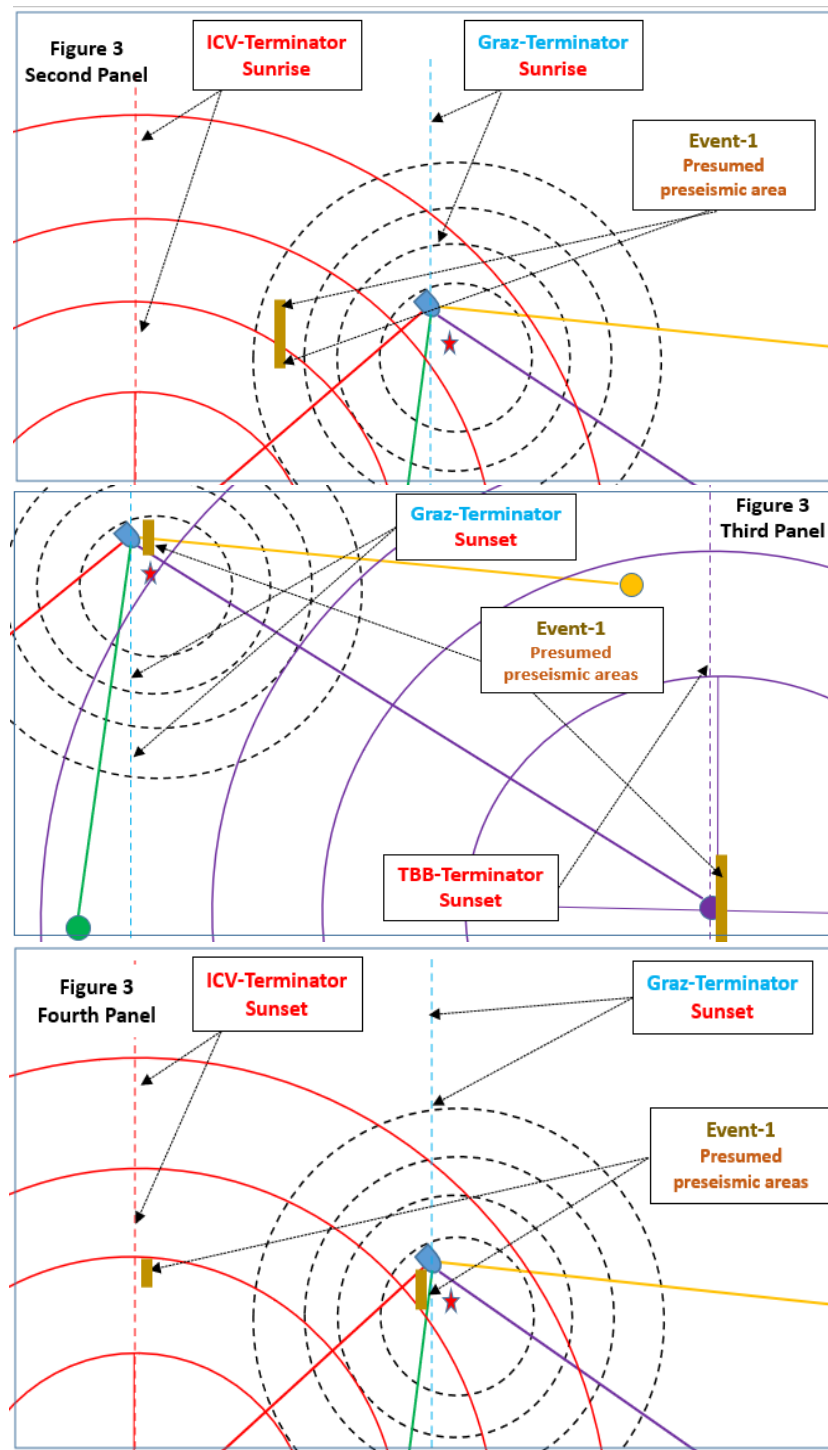 Figure 3
Second Panel
ICV-Terminator
Sunrise
Graz-Terminator
Sunrise
Event-1
Presumed
preseismic area
Figure 3
Third Panel
Graz-Terminator
Sunset
Event-1
Presumed
preseismic areas
TBB-Terminator
Sunset
Figure 3
Fourth Panel
ICV-Terminator
Sunset
Graz-Terminator
Sunset
Event-1
Presumed
preseismic areas